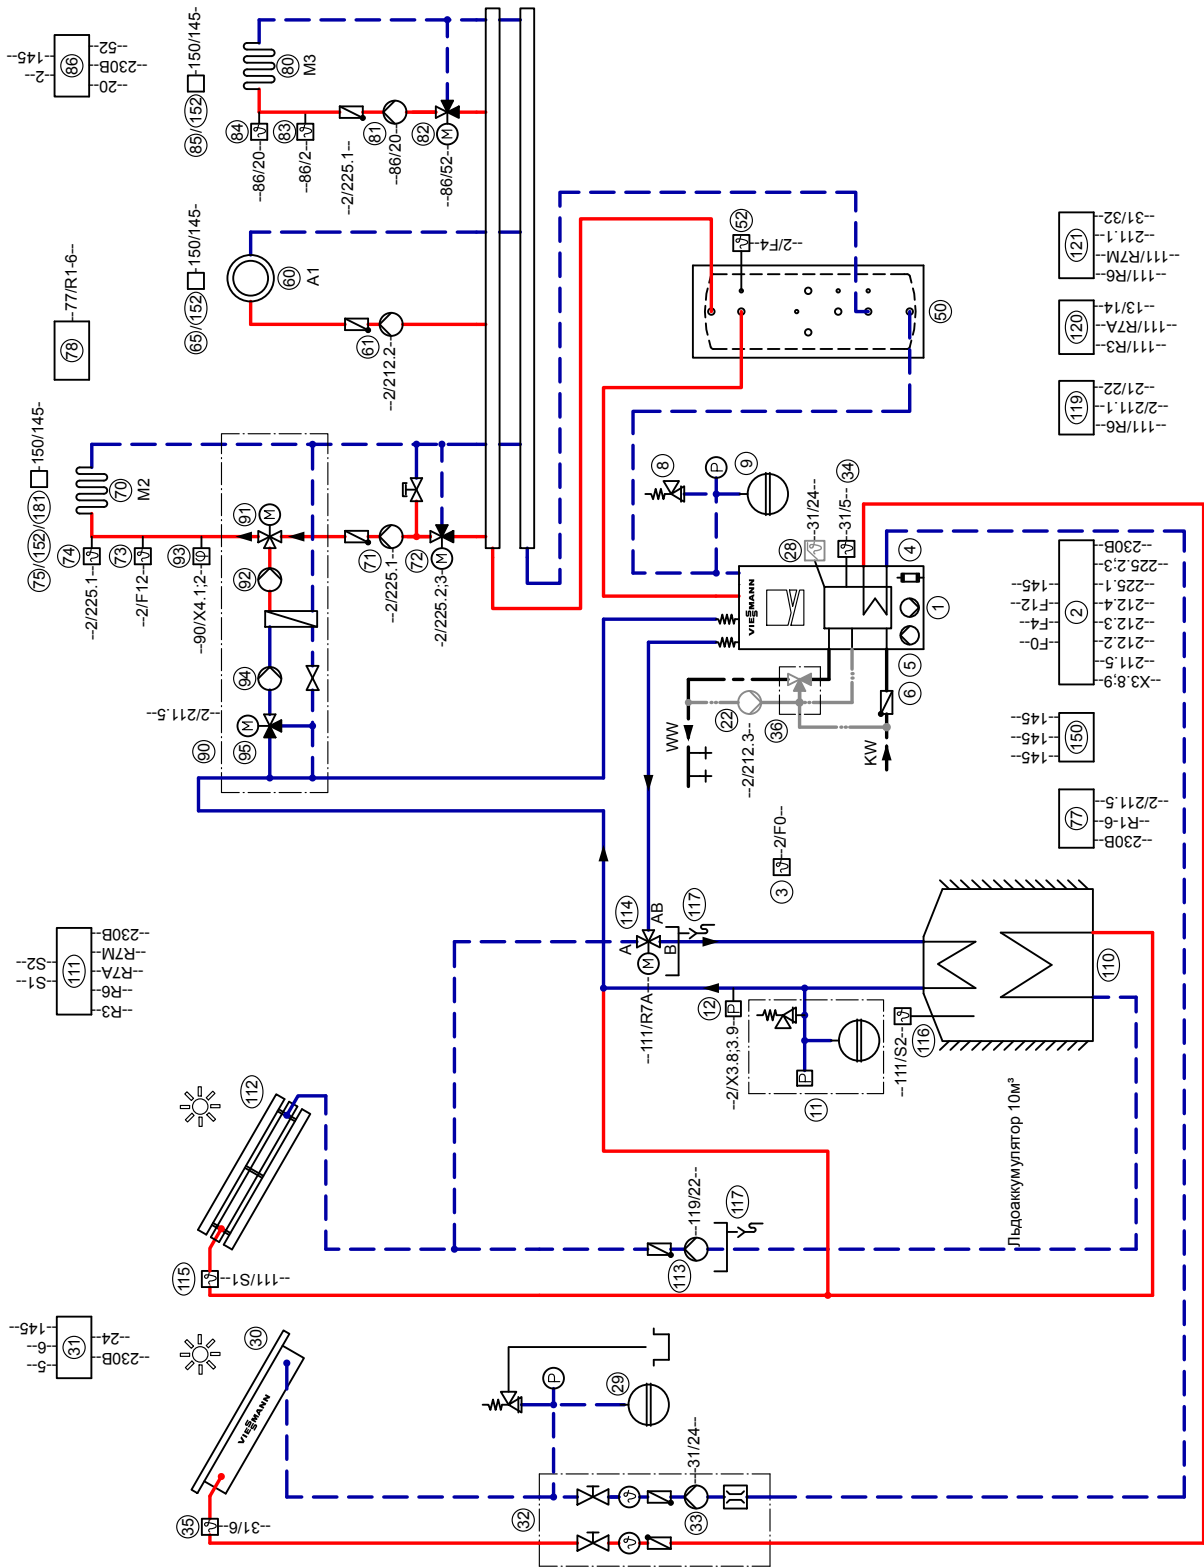 86
--145--
--2--
--52--
--230В--
--20--
85/152
-150/145-
80
M3
84
--86/20--
83
--86/2--
--2/225.1--
81
--86/20--
82
M
--86/52--
65/152
-150/145-
60
A1
61
--2/212.2--
78
--77/R1-6--
75/152/181
-150/145-
70
M2
74
--2/225.1--
73
--2/F12--
93
--90/X4.1;2--
91
M
92
94
95
M
--2/211.5--
90
71
--2/225.1--
72
M
-2/225.2;3--
52
--2/F4--
50
8
P
9
28
--31/24--
34
--31/5--
4
1
5
6
VIESMANN
WW
22
--2/212.3--
36
KW
3
--2/F0--
121
--31/32-
--211.1--
--111/R7M--
--111/R6-
120
--13/14--
--111/R7A--
--111/R3--
119
--21/22--
--2/211.1--
--111/R6--
2
--230В--
--225.2;3--
--225.1--
--212.4--
--212.3--
--212.2--
--211.5--
--X3.8;9--
--145--
--F12--
--F4--
--F0--
150
--145--
--145--
--145--
77
--2/211.5--
--R1-6--
--230В--
111
--230В--
--R7M--
--R7A--
--R6--
--R3--
S2--
S1--
112
115
--111/S1--
114
A
AB
B
M
--111/R7A--
117
12
P
--2/X3.8;3.9--
11
P
116
--111/S2--
110
Льдоаккумулятор 10м³
113
--119/22--
117
31
--145--
--6--
--5--
--24--
--230В--
30
VIESMANN
35
--31/6--
P
29
32
33
--31/24--